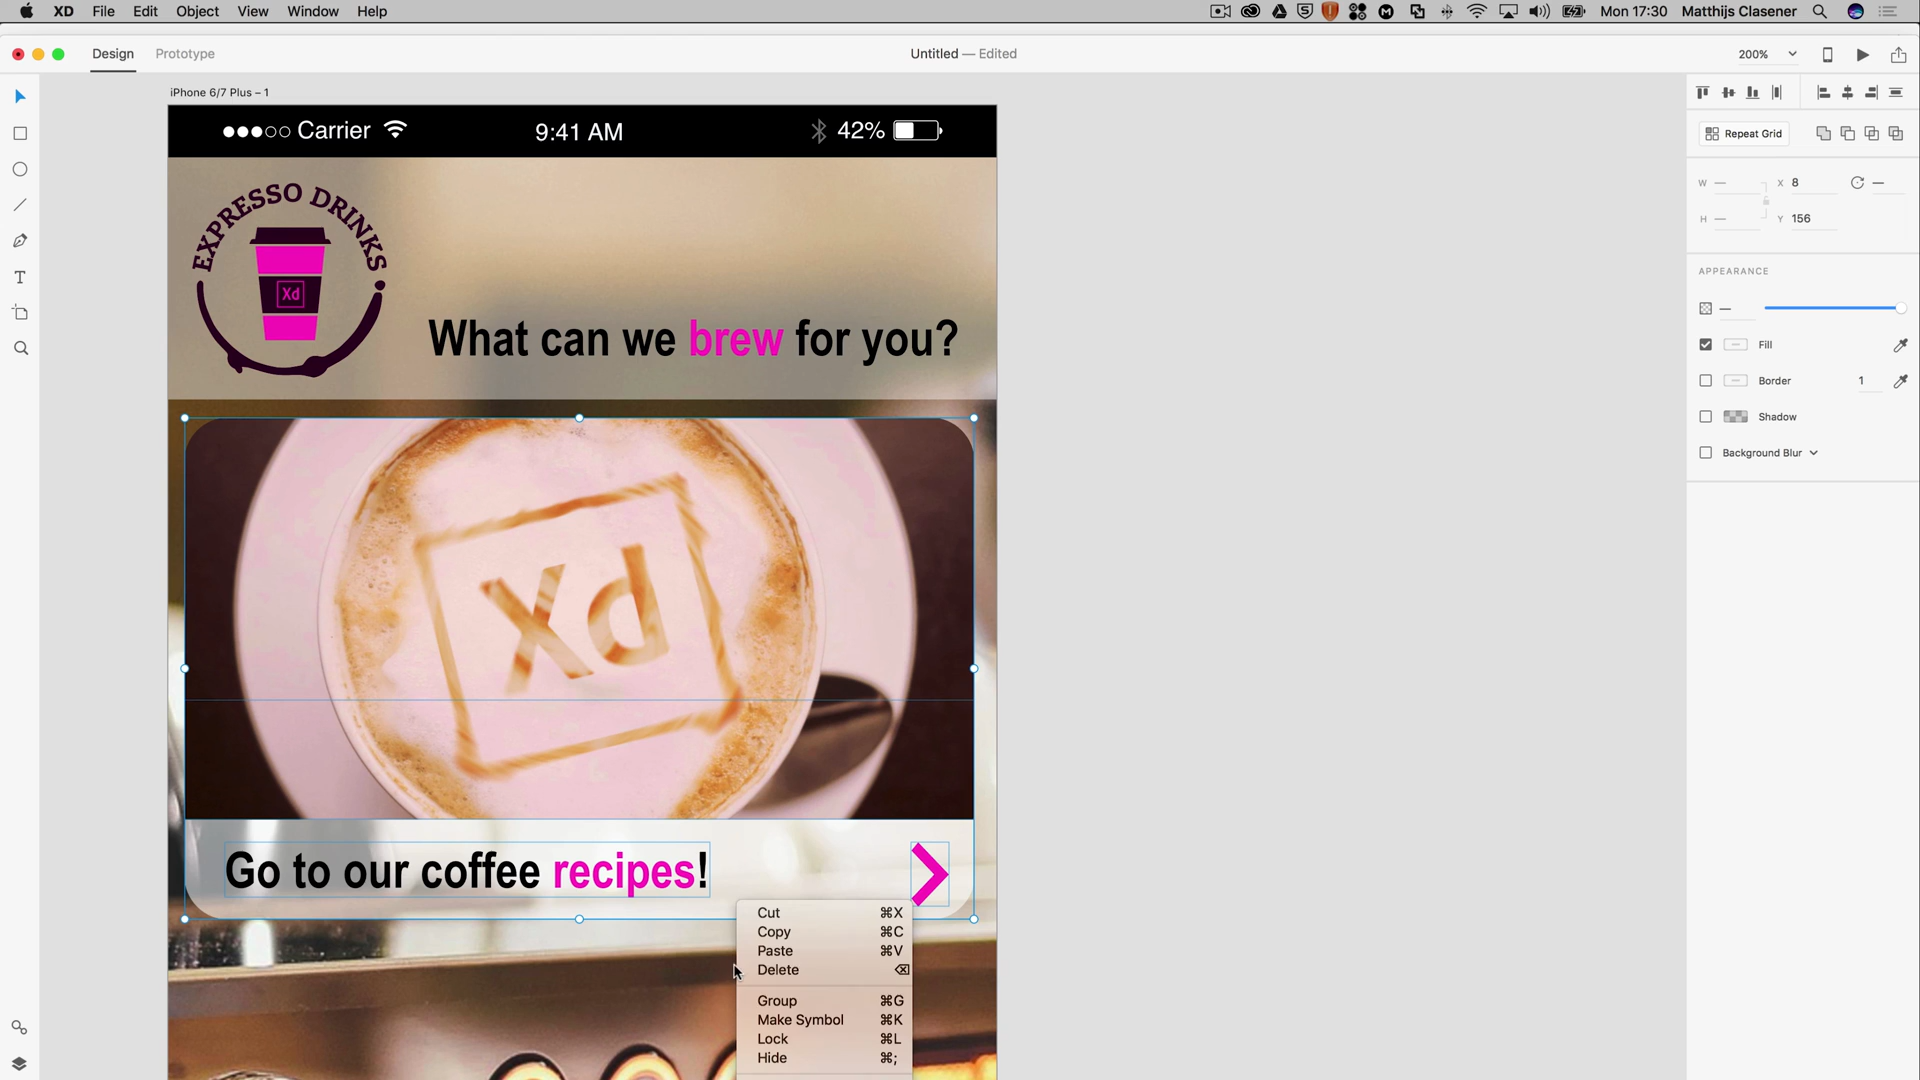 XD File Edit Object View Window Help Mon 17:30 Matthijs Clasener
Design Prototype Untitled — Edited 200%
iPhone 6/7 Plus – 1
Carrier 9:41 AM 42%
EXPRESSO DRINKS
Xd
What can we brew for you?
Xd
Go to our coffee recipes!
Cut ⌘X
Copy ⌘C
Paste ⌘V
Delete ⌫
Group ⌘G
Make Symbol ⌘K
Lock ⌘L
Hide ⌘;
Repeat Grid
W — X 8 —
H — Y 156
APPEARANCE
—
Fill
Border 1
Shadow
Background Blur